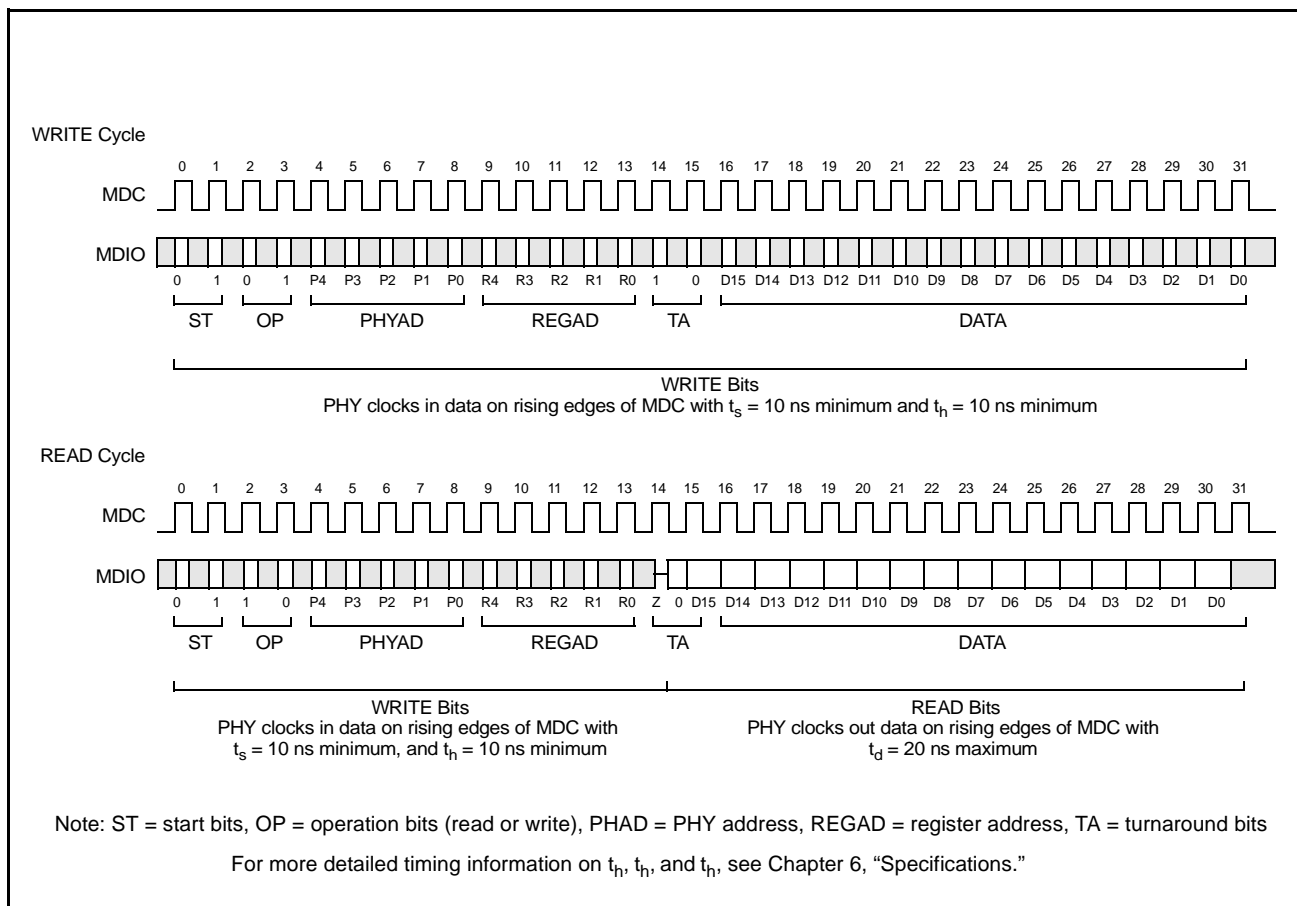 WRITE Cycle
0 1 2 3 4 5 6 7 8 9 10 11 12 13 14 15 16 17 18 19 20 21 22 23 24 25 26 27 28 29 30 31
MDC
MDIO
0 1 0 1 P4 P3 P2 P1 P0 R4 R3 R2 R1 R0 1 0 D15 D14 D13 D12 D11 D10 D9 D8 D7 D6 D5 D4 D3 D2 D1 D0
ST OP PHYAD REGAD TA DATA
WRITE Bits
PHY clocks in data on rising edges of MDC with ts = 10 ns minimum and th = 10 ns minimum
READ Cycle
0 1 2 3 4 5 6 7 8 9 10 11 12 13 14 15 16 17 18 19 20 21 22 23 24 25 26 27 28 29 30 31
MDC
MDIO
0 1 1 0 P4 P3 P2 P1 P0 R4 R3 R2 R1 R0 Z 0 D15 D14 D13 D12 D11 D10 D9 D8 D7 D6 D5 D4 D3 D2 D1 D0
ST OP PHYAD REGAD TA DATA
WRITE Bits
PHY clocks in data on rising edges of MDC with
ts = 10 ns minimum, and th = 10 ns minimum
READ Bits
PHY clocks out data on rising edges of MDC with
td = 20 ns maximum
Note: ST = start bits, OP = operation bits (read or write), PHAD = PHY address, REGAD = register address, TA = turnaround bits
For more detailed timing information on th, th, and th, see Chapter 6, “Specifications.”